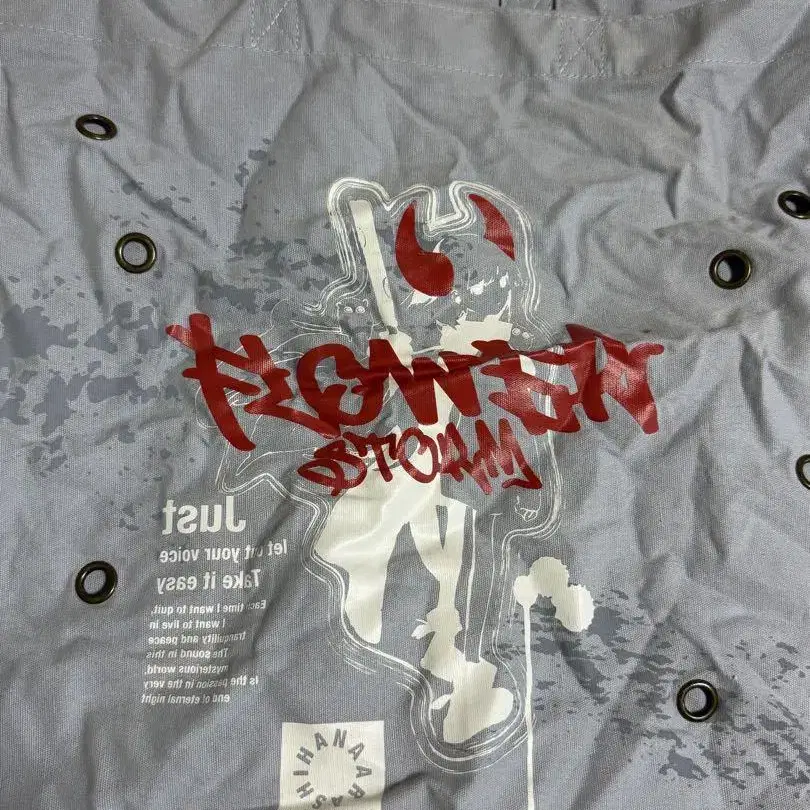 FLOWER
STORM
Just
let out your voice
Take it easy
Each time I want to quit,
I want to live in
tranquility and peace
The sound in this
mysterious world,
Is the passion in the very
end of eternal night
HANAARASHI